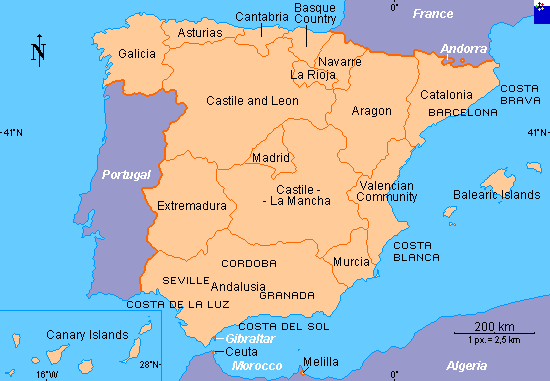 0°
Basque
Country
Cantabria
France
Asturias
N
Galicia
Andorra
Navarre
La Rioja
COSTA
BRAVA
Catalonia
Castile and Leon
Aragon
BARCELONA
41°N
41°N
Madrid
Portugal
Valencian
Community
Castile -
- La Mancha
Balearic Islands
Extremadura
COSTA
BLANCA
CORDOBA
Murcia
SEVILLE
Andalusia
GRANADA
COSTA DE LA LUZ
COSTA DEL SOL
200 km
1 px. = 2,5 km
Canary Islands
Gibraltar
Ceuta
28°N
Morocco
Melilla
Algeria
16°W
0°